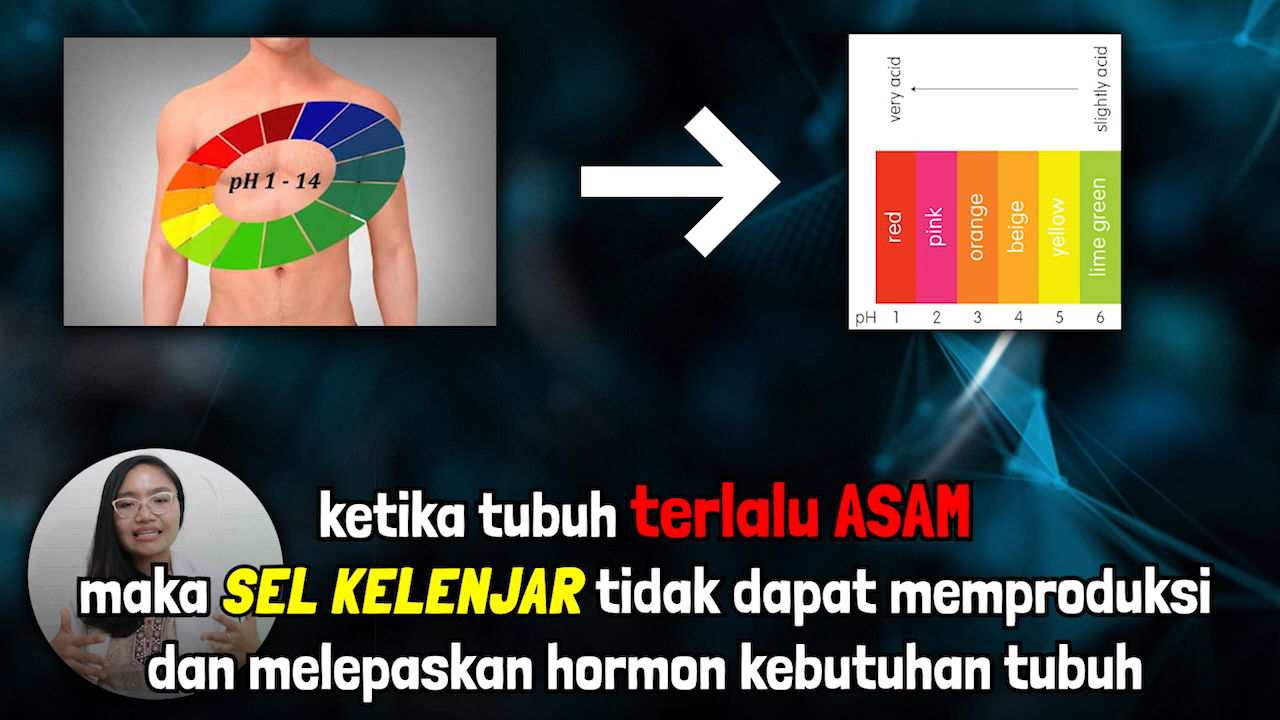 pH 1 - 14
very acid
slightly acid
red
pink
orange
beige
yellow
lime green
pH 1 2 3 4 5 6
ketika tubuh terlalu ASAM
maka SEL KELENJAR tidak dapat memproduksi
dan melepaskan hormon kebutuhan tubuh